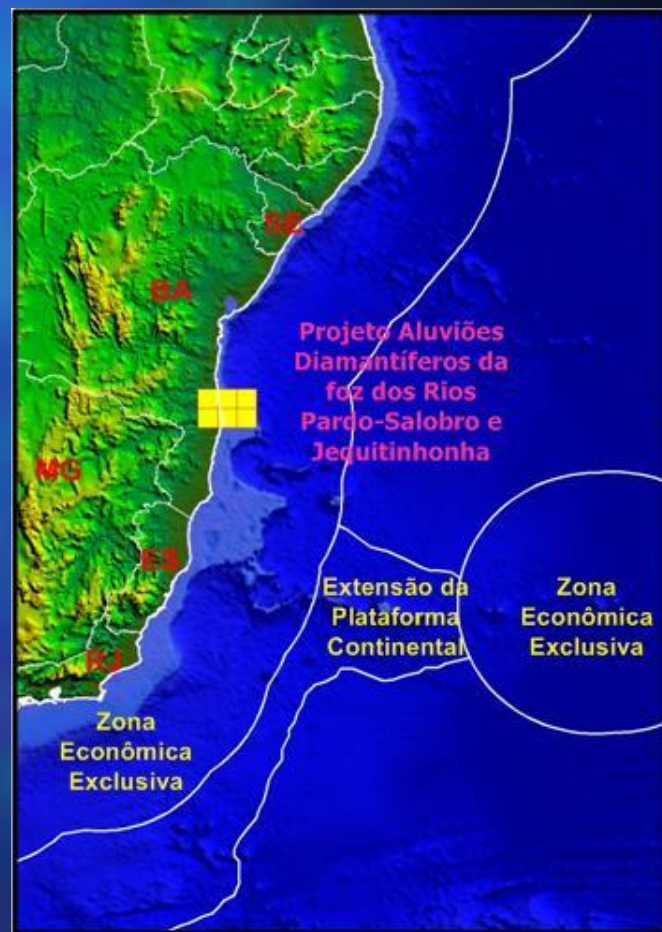 SE
BA
Projeto Aluviões
Diamantíferos da
foz dos Rios
Pardo-Salobro e
Jequitinhonha
MG
ES
Extensão da
Plataforma
Continental
Zona
Econômica
Exclusiva
RJ
Zona
Econômica
Exclusiva